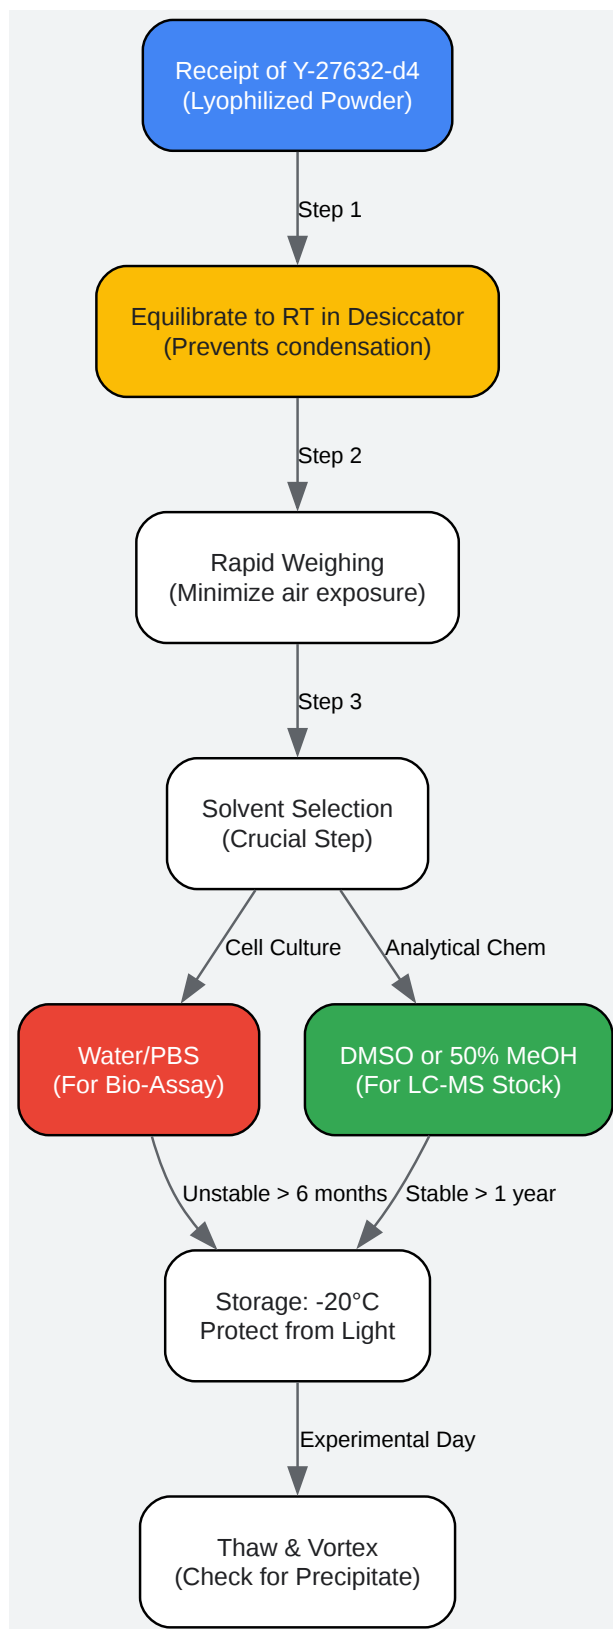 Receipt of Y-27632-d4
(Lyophilized Powder)
Step 1
Equilibrate to RT in Desiccator
(Prevents condensation)
Step 2
Rapid Weighing
(Minimize air exposure)
Step 3
Solvent Selection
(Crucial Step)
Cell Culture
Analytical Chem
Water/PBS
(For Bio-Assay)
DMSO or 50% MeOH
(For LC-MS Stock)
Unstable > 6 months
Stable > 1 year
Storage: -20°C
Protect from Light
Experimental Day
Thaw & Vortex
(Check for Precipitate)